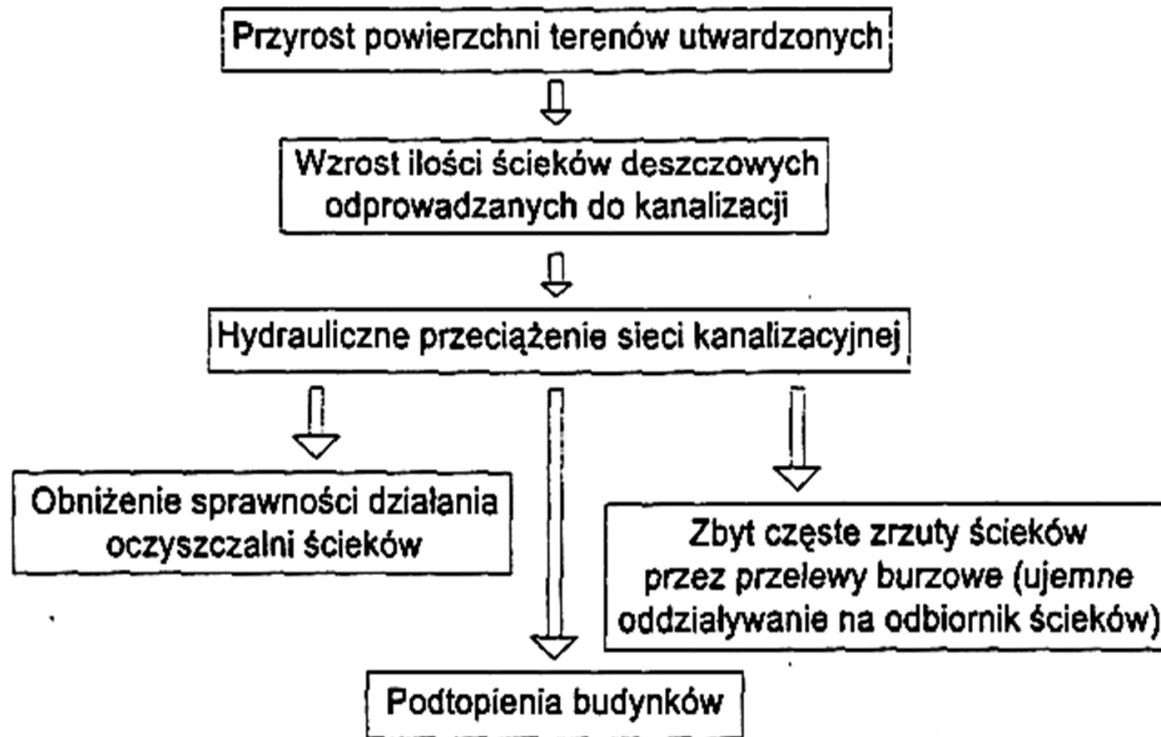 Przyrost powierzchni terenów utwardzonych
Wzrost ilości ścieków deszczowych
odprowadzanych do kanalizacji
Hydrauliczne przeciążenie sieci kanalizacyjnej
Obniżenie sprawności działania
oczyszczalni ścieków
Zbyt częste zrzuty ścieków
przez przelewy burzowe (ujemne
oddziaływanie na odbiornik ścieków)
Podtopienia budynków